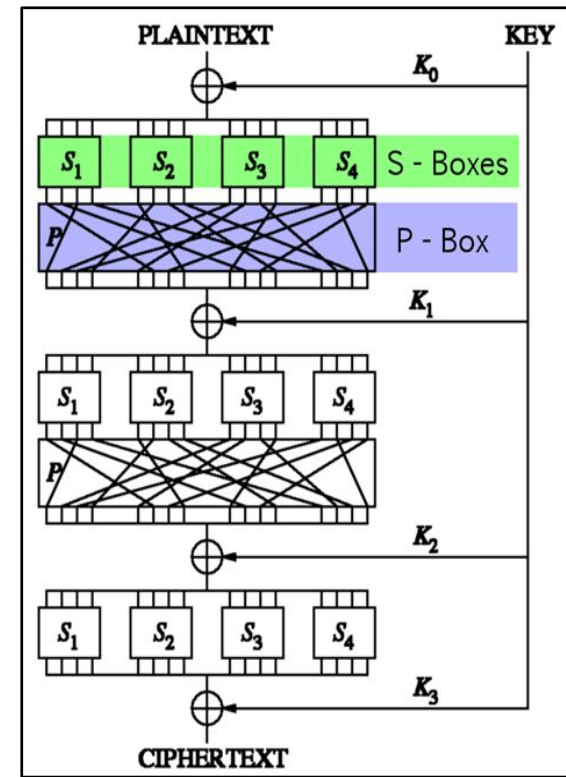 PLAINTEXT KEY
K0
S1 S2 S3 S4 S - Boxes
P P - Box
K1
S1 S2 S3 S4
P
K2
S1 S2 S3 S4
K3
CIPHERTEXT